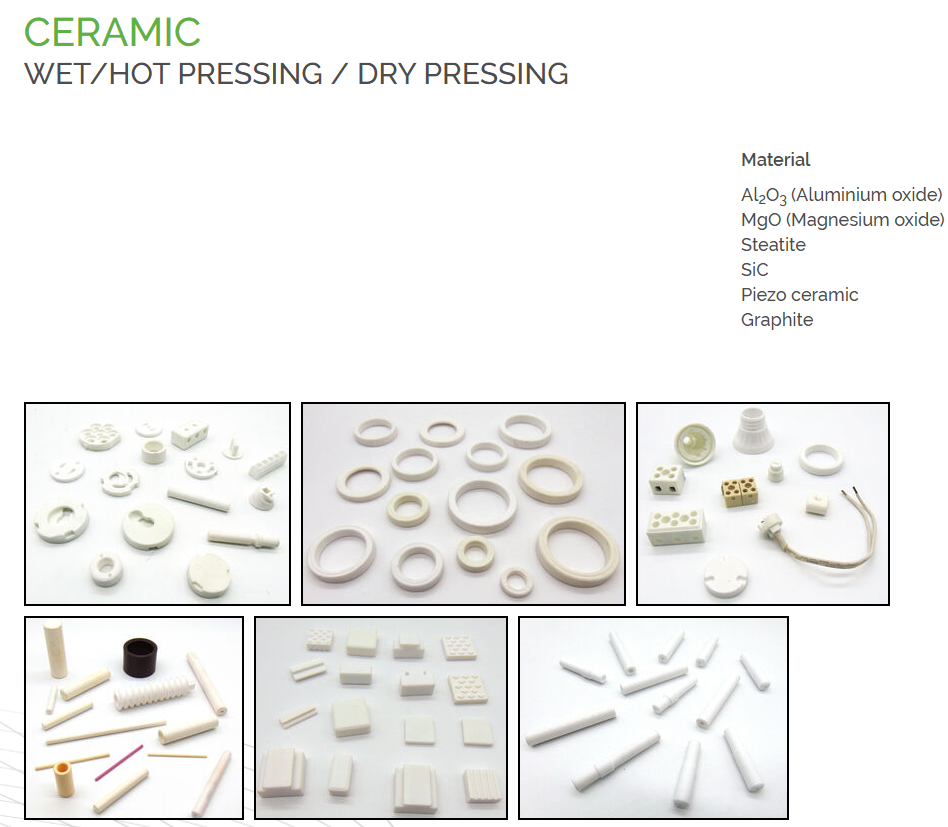 CERAMIC
WET/HOT PRESSING / DRY PRESSING
Material
Al₂O₃ (Aluminium oxide)
MgO (Magnesium oxide)
Steatite
SiC
Piezo ceramic
Graphite